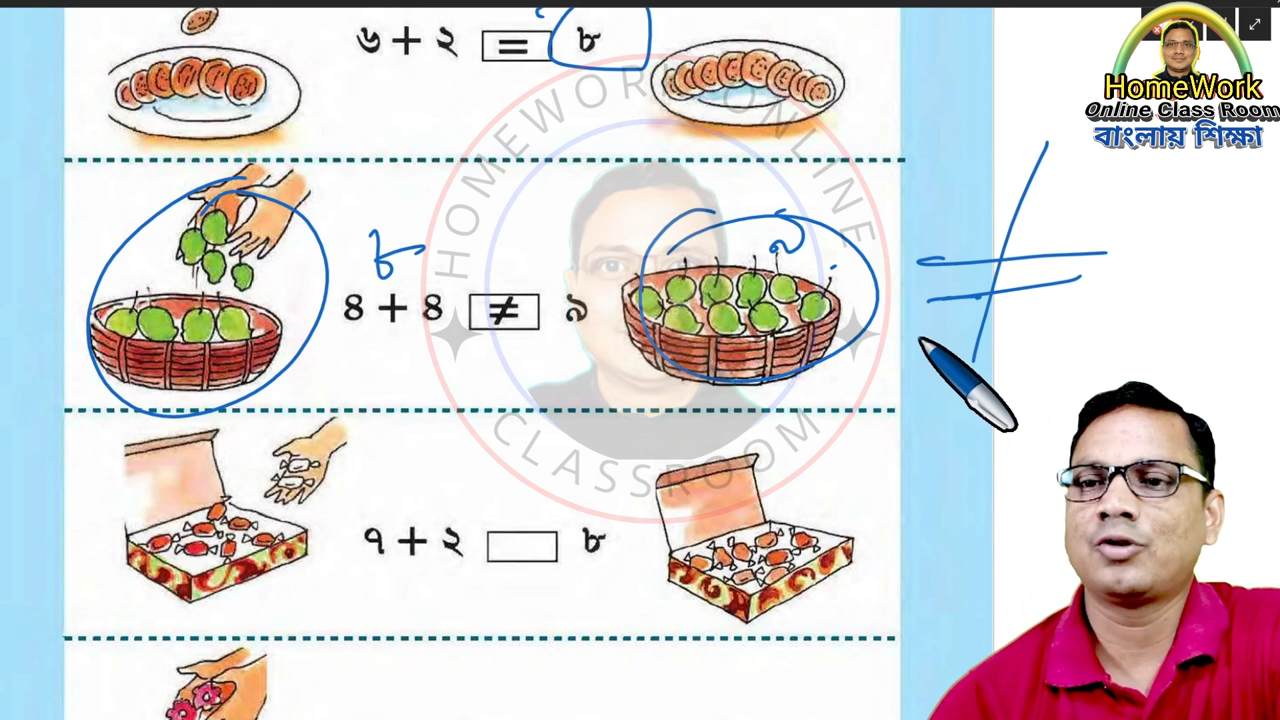 ৬ + ২ = ৮
HomeWork
Online Class Room
বাংলায় শিক্ষা
HOMEWORK ONLINE
৮
৯
৪ + ৪ ≠ ৯
≠
CLASSROOM
৭ + ২ ৮